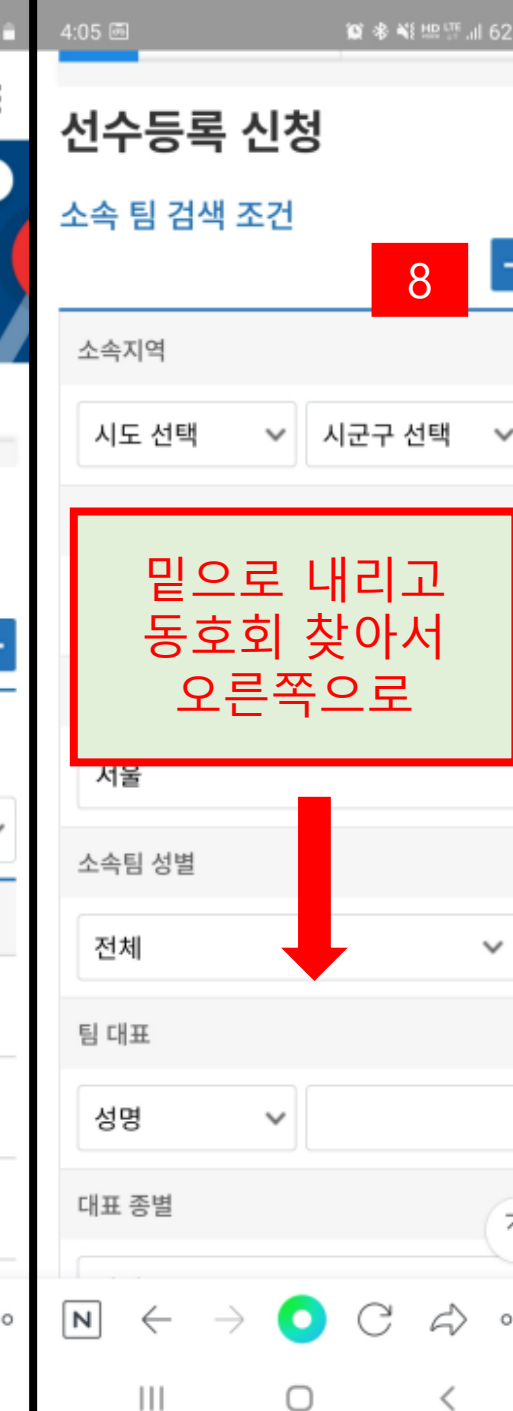 4:05
HD LTE 62
선수등록 신청
소속 팀 검색 조건
8
소속지역
시도 선택 시군구 선택
밑으로 내리고
동호회 찾아서
오른쪽으로
서울
소속팀 성별
전체
팀 대표
성명
대표 종별
N